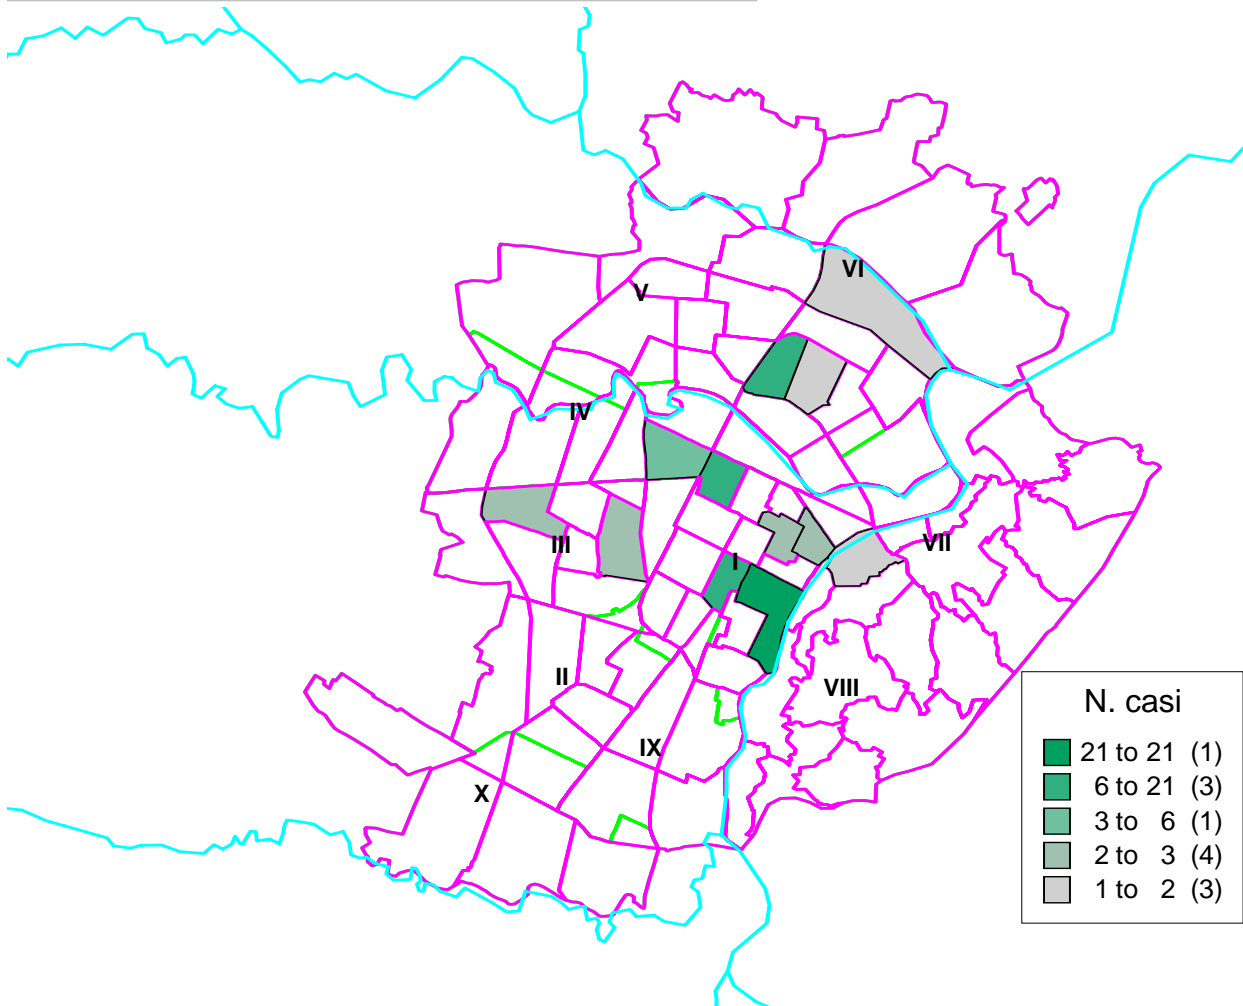 VI
V
IV
III
I
VII
II
VIII
IX
X
N. casi
21 to 21 (1)
6 to 21 (3)
3 to 6 (1)
2 to 3 (4)
1 to 2 (3)